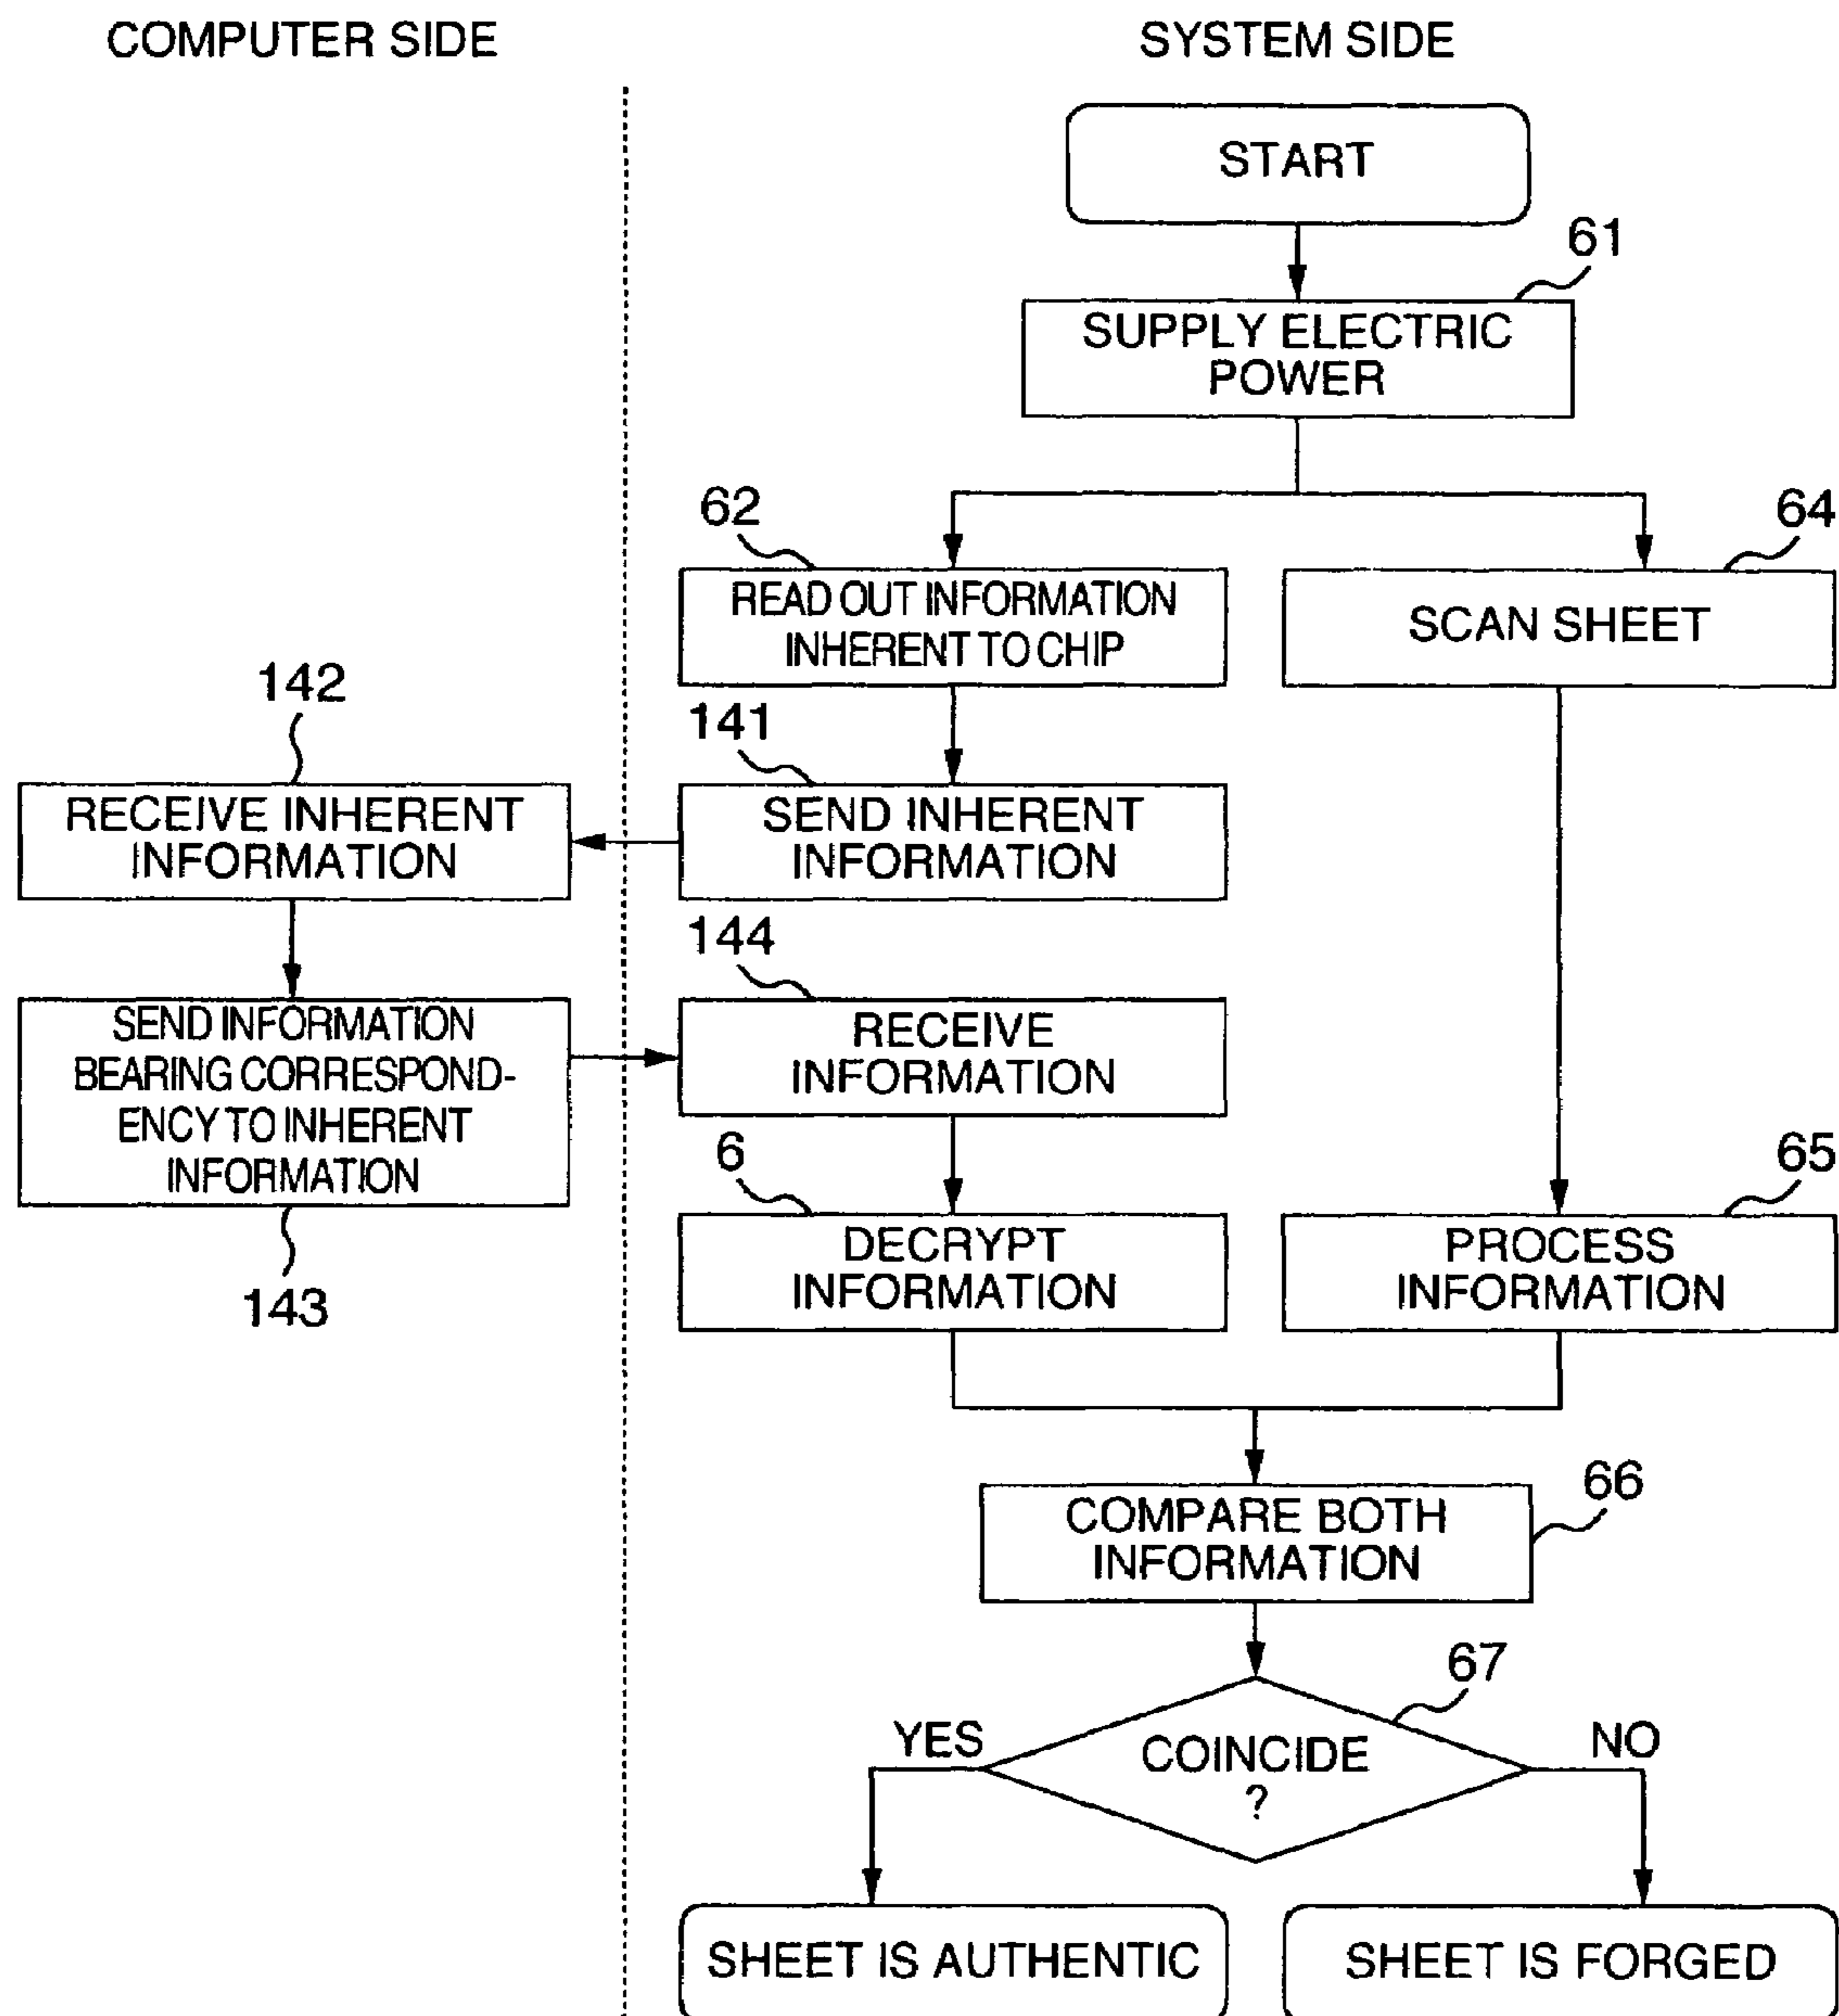 COMPUTER SIDE
SYSTEM SIDE
START
61
SUPPLY ELECTRIC
POWER
62
64
READ OUT INFORMATION
INHERENT TO CHIP
SCAN SHEET
142
141
RECEIVE INHERENT
INFORMATION
SEND INHERENT
INFORMATION
144
SEND INFORMATION
BEARING CORRESPOND-
ENCY TO INHERENT
INFORMATION
RECEIVE
INFORMATION
143
6
65
DECRYPT
INFORMATION
PROCESS
INFORMATION
66
COMPARE BOTH
INFORMATION
67
YES
COINCIDE
?
NO
SHEET IS AUTHENTIC
SHEET IS FORGED